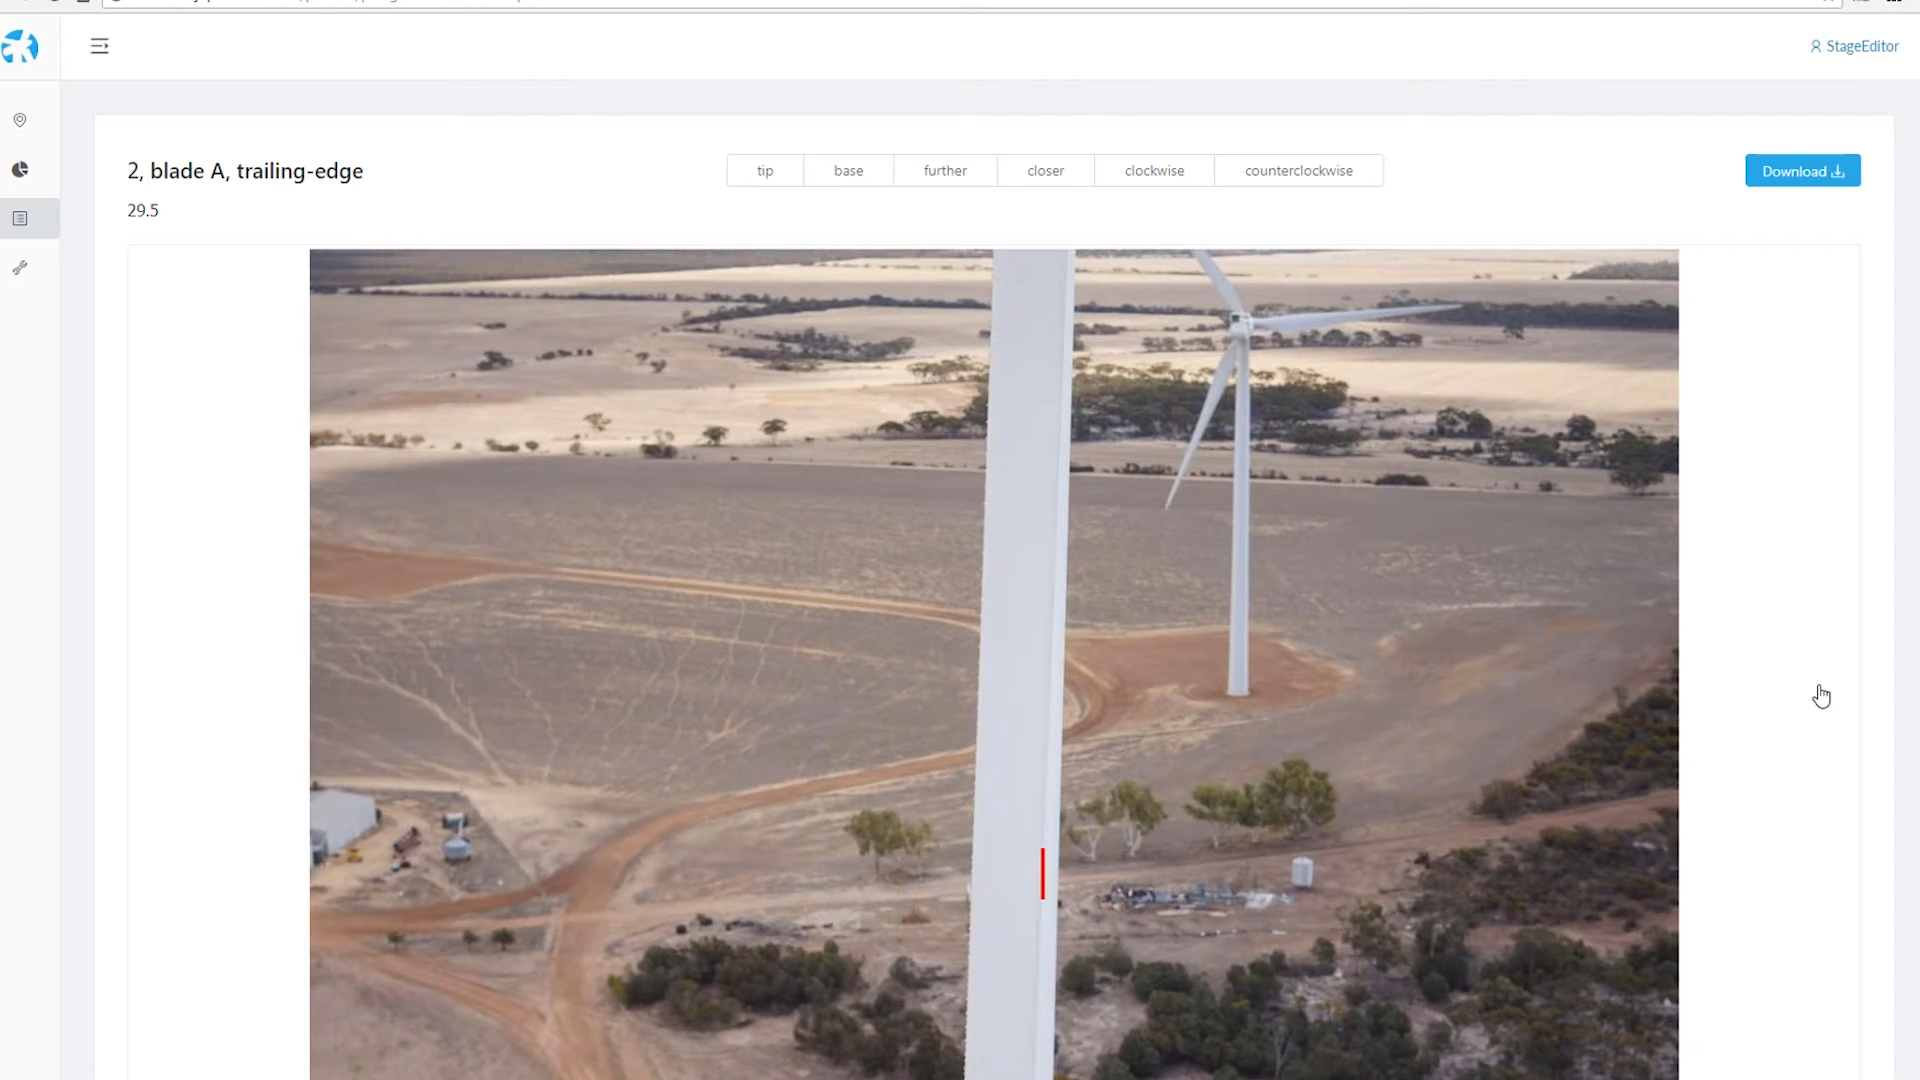 StageEditor
2, blade A, trailing-edge
tip
base
further
closer
clockwise
counterclockwise
Download
29.5